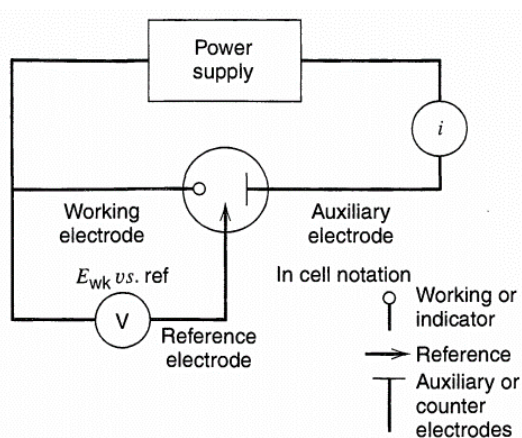 Power
supply
i
Working
electrode
Auxiliary
electrode
E_wk vs. ref
V
Reference
electrode
In cell notation
Working or
indicator
Reference
Auxiliary or
counter
electrodes